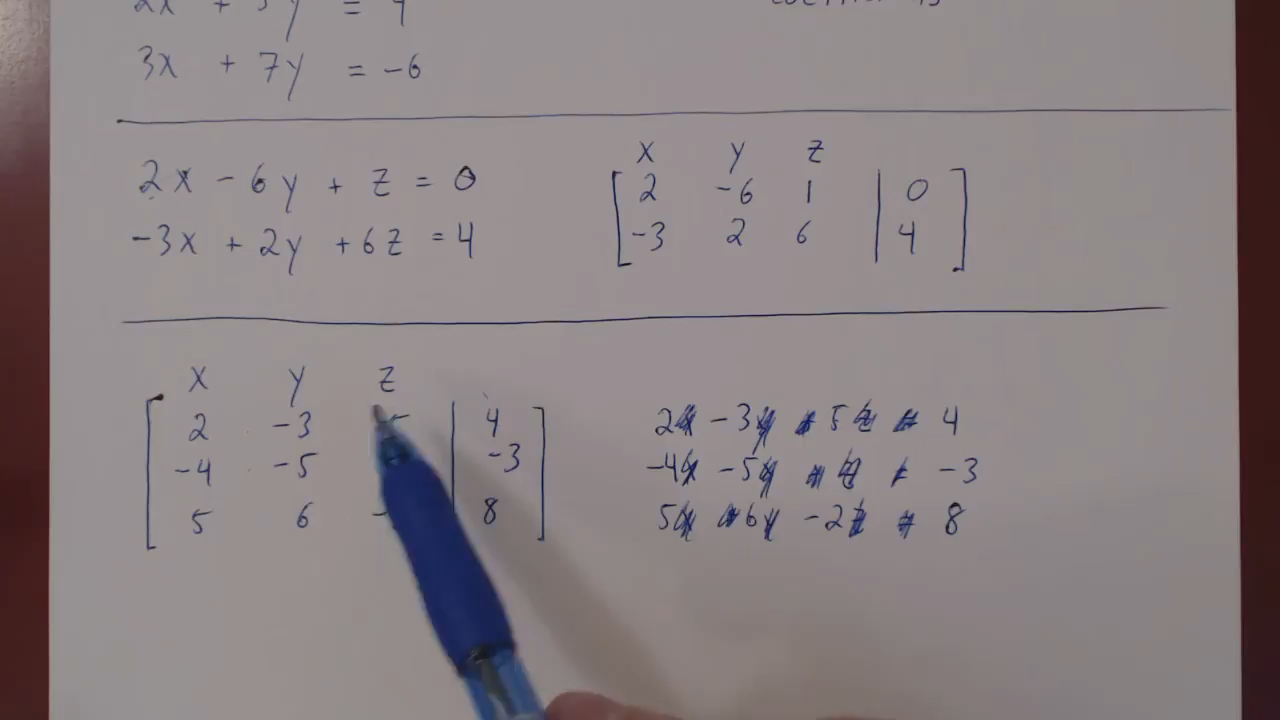 3x + 7y = -6
2x - 6y + z = 0
-3x + 2y + 6z = 4
x y z
2 -6 1 | 0
-3 2 6 | 4
x y z
2 -3 | 4
-4 -5 | -3
5 6 | 8
2x - 3y + 5z = 4
-4x - 5y + z = -3
5x + 6y - 2z = 8